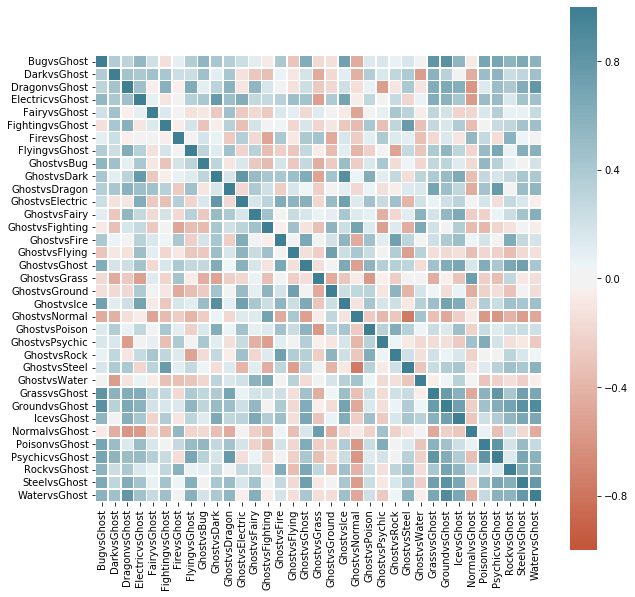 BugvsGhost
DarkvsGhost
DragonvsGhost
ElectricvsGhost
FairyvsGhost
FightingvsGhost
FirevsGhost
FlyingvsGhost
GhostvsBug
GhostvsDark
GhostvsDragon
GhostvsElectric
GhostvsFairy
GhostvsFighting
GhostvsFire
GhostvsFlying
GhostvsGhost
GhostvsGrass
GhostvsGround
GhostvsIce
GhostvsNormal
GhostvsPoison
GhostvsPsychic
GhostvsRock
GhostvsSteel
GhostvsWater
GrassvsGhost
GroundvsGhost
IcevsGhost
NormalvsGhost
PoisonvsGhost
PsychicvsGhost
RockvsGhost
SteelvsGhost
WatervsGhost
BugvsGhost
DarkvsGhost
DragonvsGhost
ElectricvsGhost
FairyvsGhost
FightingvsGhost
FirevsGhost
FlyingvsGhost
GhostvsBug
GhostvsDark
GhostvsDragon
GhostvsElectric
GhostvsFairy
GhostvsFighting
GhostvsFire
GhostvsFlying
GhostvsGhost
GhostvsGrass
GhostvsGround
GhostvsIce
GhostvsNormal
GhostvsPoison
GhostvsPsychic
GhostvsRock
GhostvsSteel
GhostvsWater
GrassvsGhost
GroundvsGhost
IcevsGhost
NormalvsGhost
PoisonvsGhost
PsychicvsGhost
RockvsGhost
SteelvsGhost
WatervsGhost
0.8
0.4
0.0
−0.4
−0.8